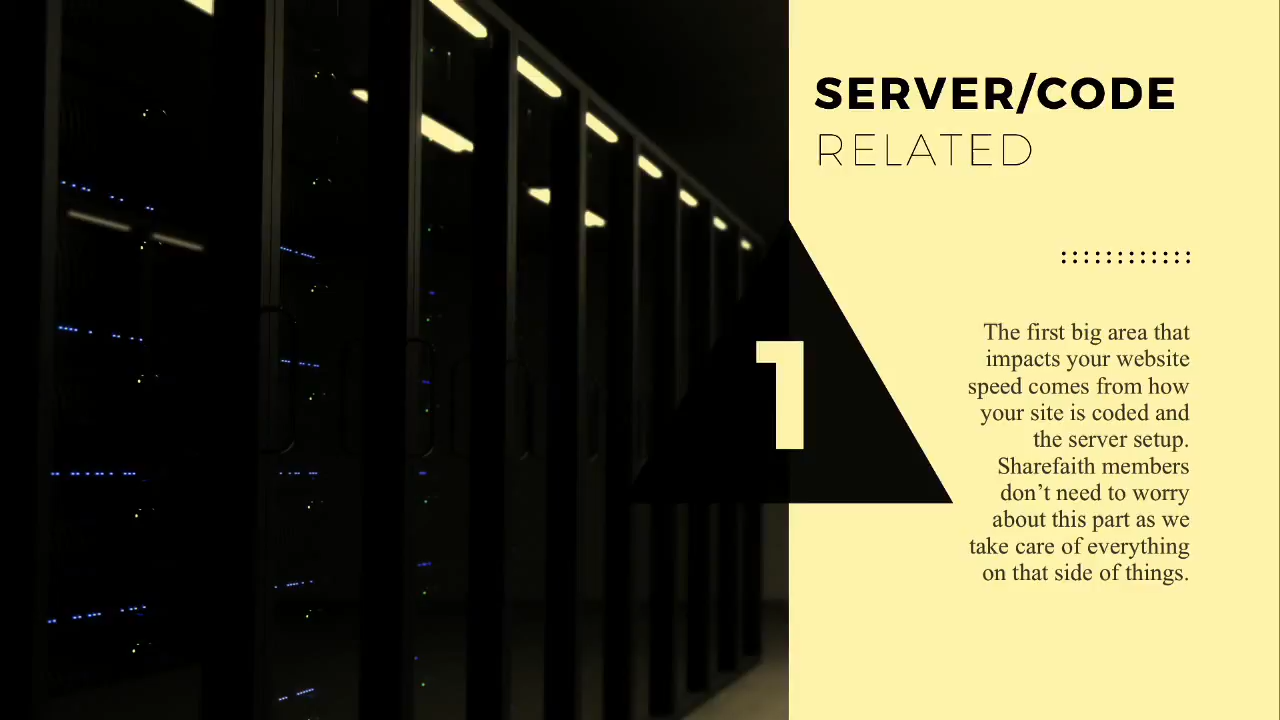 SERVER/CODE
RELATED
1
The first big area that
impacts your website
speed comes from how
your site is coded and
the server setup.
Sharefaith members
don’t need to worry
about this part as we
take care of everything
on that side of things.